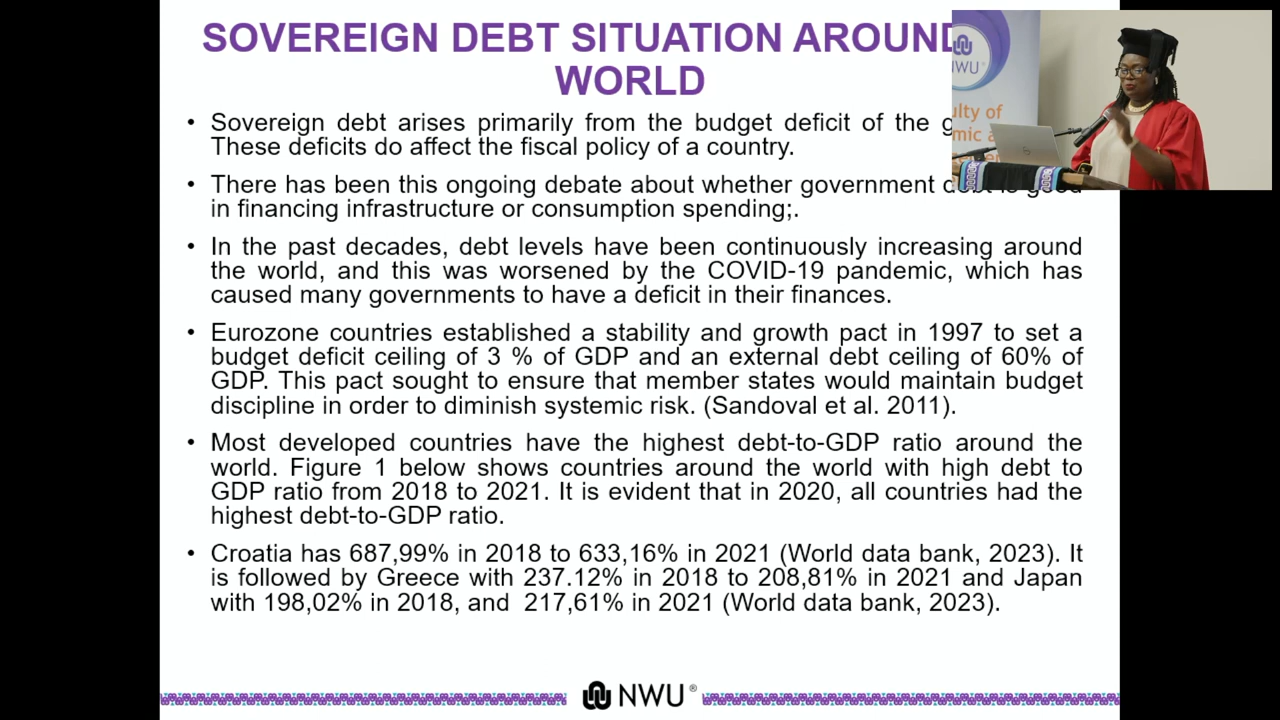 SOVEREIGN DEBT SITUATION AROUND
WORLD
• Sovereign debt arises primarily from the budget deficit of the
These deficits do affect the fiscal policy of a country.
• There has been this ongoing debate about whether government debt is good
in financing infrastructure or consumption spending;.
• In the past decades, debt levels have been continuously increasing around
the world, and this was worsened by the COVID-19 pandemic, which has
caused many governments to have a deficit in their finances.
• Eurozone countries established a stability and growth pact in 1997 to set a
budget deficit ceiling of 3 % of GDP and an external debt ceiling of 60% of
GDP. This pact sought to ensure that member states would maintain budget
discipline in order to diminish systemic risk. (Sandoval et al. 2011).
• Most developed countries have the highest debt-to-GDP ratio around the
world. Figure 1 below shows countries around the world with high debt to
GDP ratio from 2018 to 2021. It is evident that in 2020, all countries had the
highest debt-to-GDP ratio.
• Croatia has 687,99% in 2018 to 633,16% in 2021 (World data bank, 2023). It
is followed by Greece with 237.12% in 2018 to 208,81% in 2021 and Japan
with 198,02% in 2018, and 217,61% in 2021 (World data bank, 2023).
NWU®
NWU®
ulty of
mic a